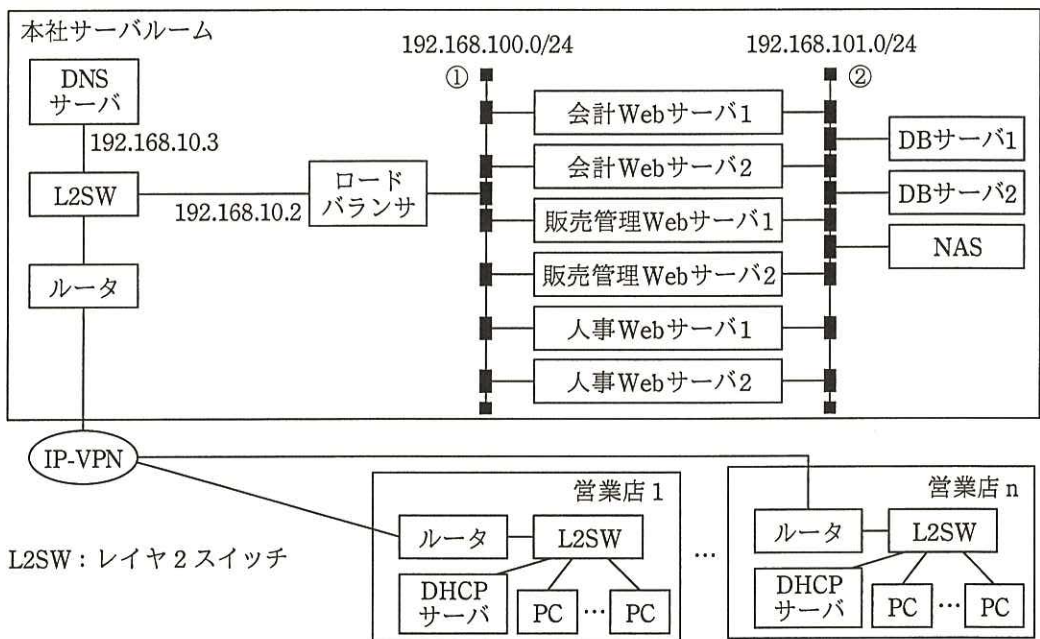 本社サーバルーム
192.168.100.0/24
192.168.101.0/24
①
②
DNS
サーバ
192.168.10.3
L2SW
192.168.10.2
ロード
バランサ
ルータ
会計Webサーバ1
会計Webサーバ2
販売管理Webサーバ1
販売管理Webサーバ2
人事Webサーバ1
人事Webサーバ2
DBサーバ1
DBサーバ2
NAS
IP-VPN
営業店1
ルータ
L2SW
DHCP
サーバ
PC
…
PC
…
営業店n
ルータ
L2SW
DHCP
サーバ
PC
…
PC
L2SW：レイヤ2スイッチ